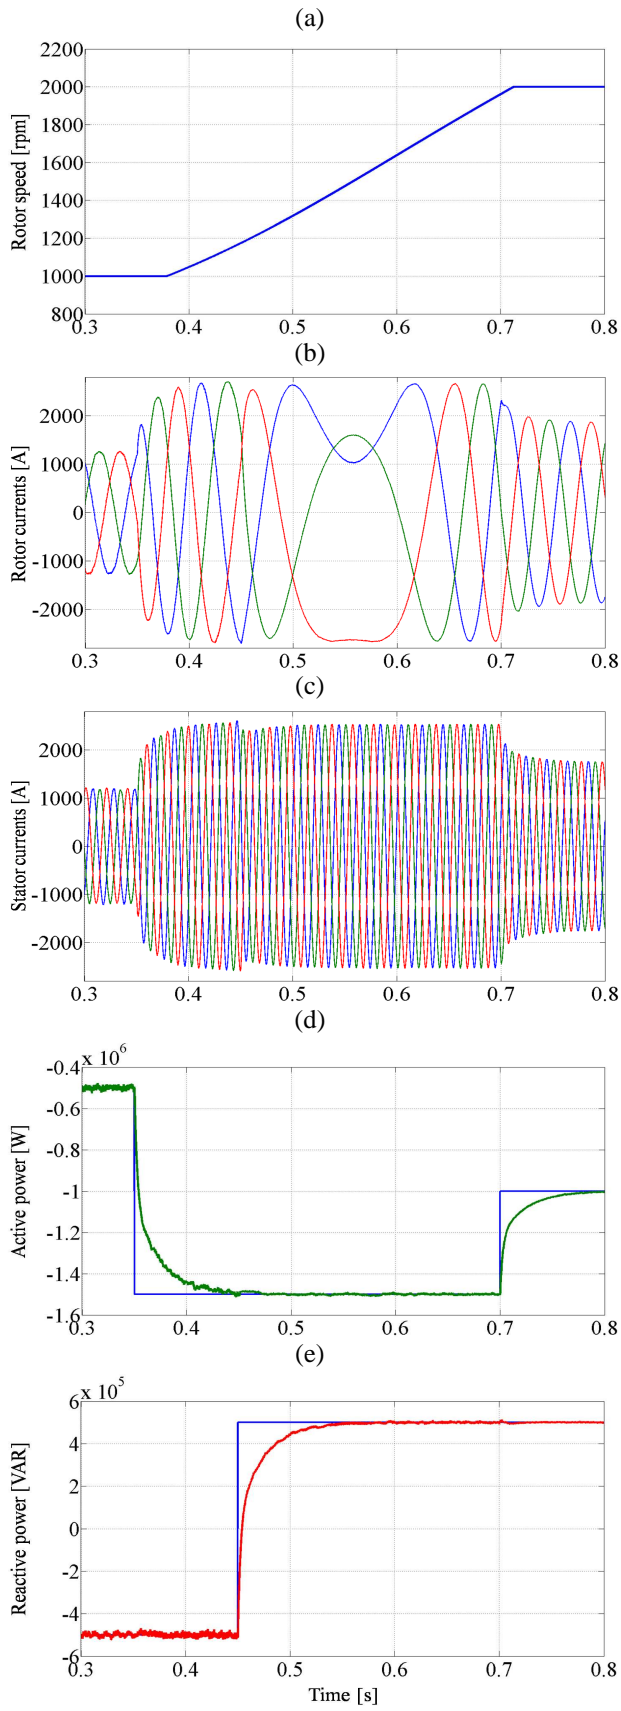 (a)
2200
2000
1800
1600
1400
1200
1000
800
Rotor speed [rpm]
0.3 0.4 0.5 0.6 0.7 0.8
(b)
2000
1000
0
-1000
-2000
Rotor currents [A]
0.3 0.4 0.5 0.6 0.7 0.8
(c)
2000
1000
0
-1000
-2000
Stator currents [A]
0.3 0.4 0.5 0.6 0.7 0.8
(d)
x 10^6
-0.4
-0.6
-0.8
-1
-1.2
-1.4
-1.6
Active power [W]
0.3 0.4 0.5 0.6 0.7 0.8
(e)
x 10^5
6
4
2
0
-2
-4
-6
Reactive power [VAR]
0.3 0.4 0.5 0.6 0.7 0.8
Time [s]